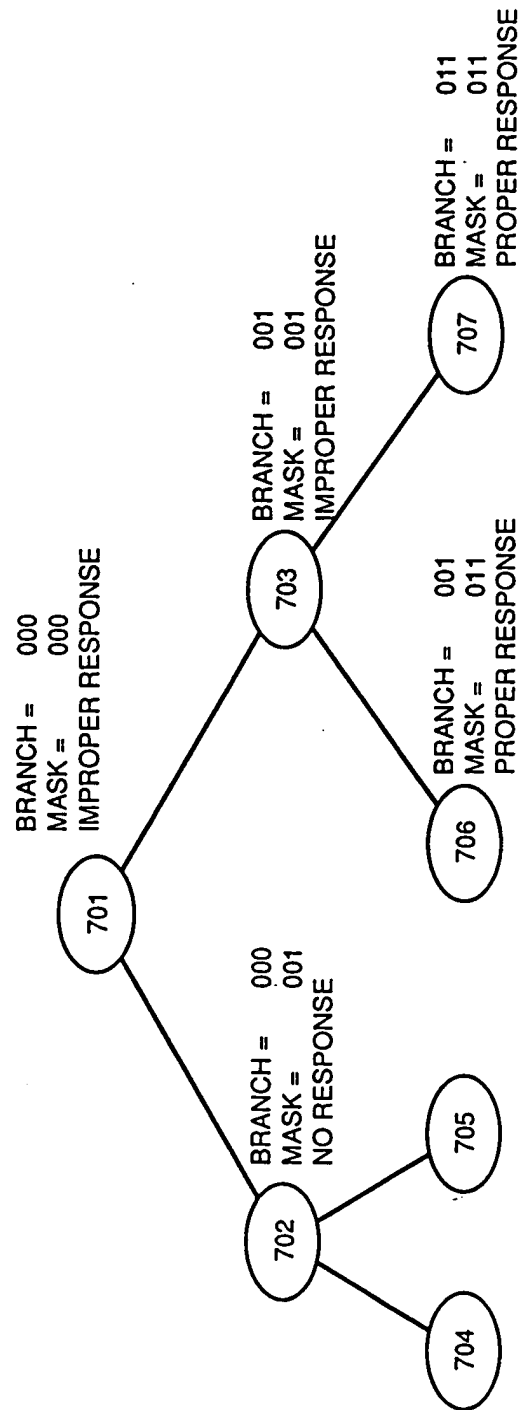 BRANCH = 000
MASK = 000
IMPROPER RESPONSE
701
BRANCH = 000
MASK = 001
NO RESPONSE
702
BRANCH = 001
MASK = 001
IMPROPER RESPONSE
703
704
705
BRANCH = 001
MASK = 011
PROPER RESPONSE
706
BRANCH = 011
MASK = 011
PROPER RESPONSE
707